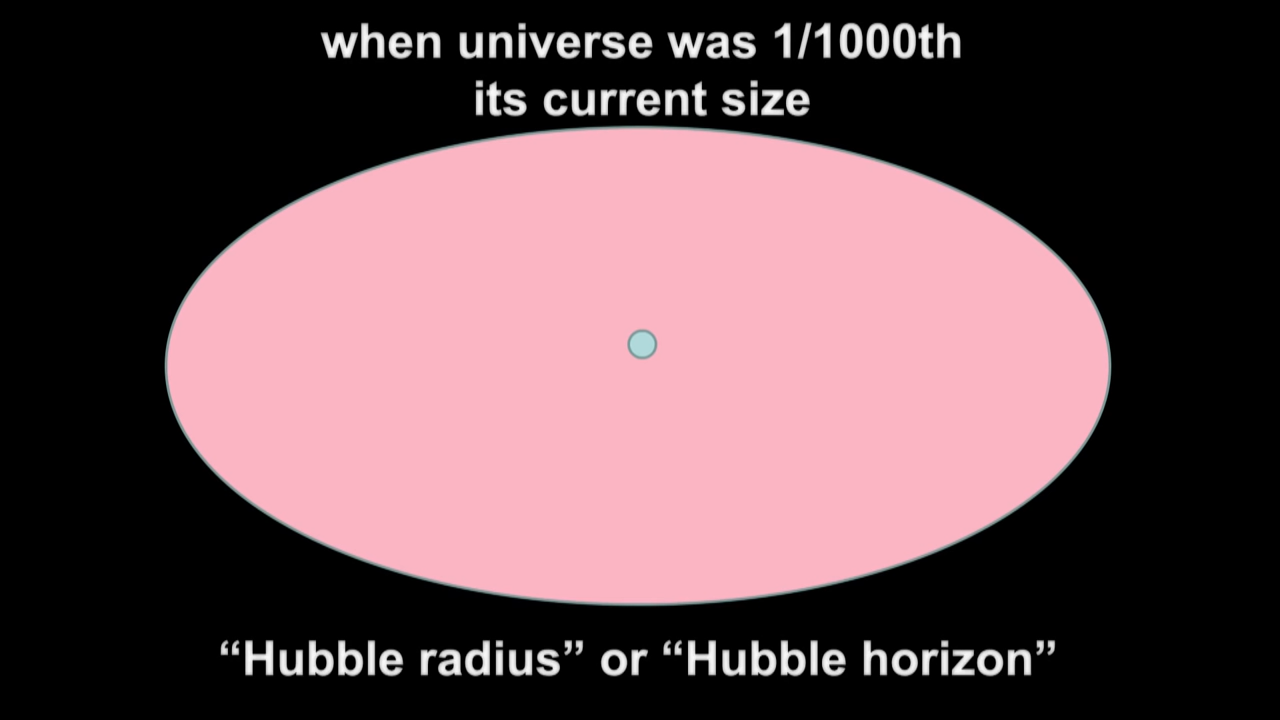 when universe was 1/1000th
its current size
“Hubble radius” or “Hubble horizon”